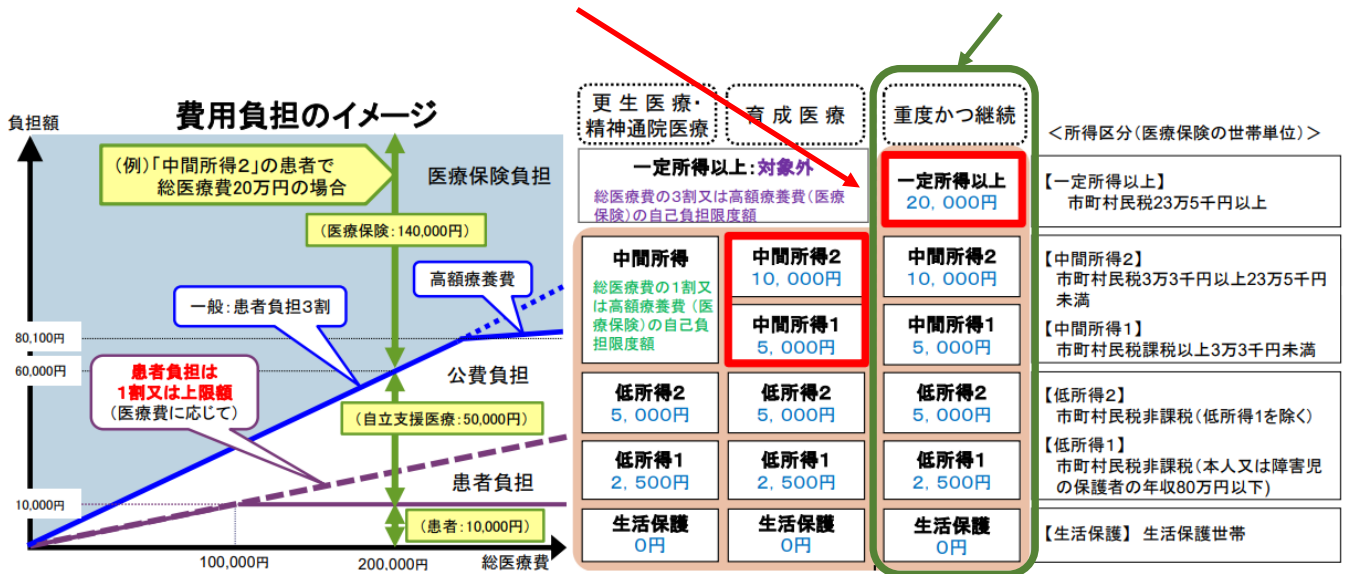 費用負担のイメージ
負担額
(例)「中間所得2」の患者で
総医療費20万円の場合
医療保険負担
(医療保険:140,000円)
高額療養費
一般:患者負担3割
80,100円
60,000円
患者負担は
1割又は上限額
(医療費に応じて)
公費負担
(自立支援医療:50,000円)
患者負担
10,000円
(患者:10,000円)
100,000円
200,000円
総医療費
更生医療・
精神通院医療
育成医療
重度かつ継続
一定所得以上:対象外
総医療費の3割又は高額療養費(医療
保険)の自己負担限度額
一定所得以上
20,000円
中間所得
総医療費の1割又
は高額療養費(医
療保険)の自己負
担限度額
中間所得2
10,000円
中間所得2
10,000円
中間所得1
5,000円
中間所得1
5,000円
低所得2
5,000円
低所得2
5,000円
低所得2
5,000円
低所得1
2,500円
低所得1
2,500円
低所得1
2,500円
生活保護
0円
生活保護
0円
生活保護
0円
<所得区分(医療保険の世帯単位)>
【一定所得以上】
市町村民税23万5千円以上
【中間所得2】
市町村民税3万3千円以上23万5千円
未満
【中間所得1】
市町村民税課税以上3万3千円未満
【低所得2】
市町村民税非課税(低所得1を除く)
【低所得1】
市町村民税非課税(本人又は障害児
の保護者の年収80万円以下)
【生活保護】 生活保護世帯